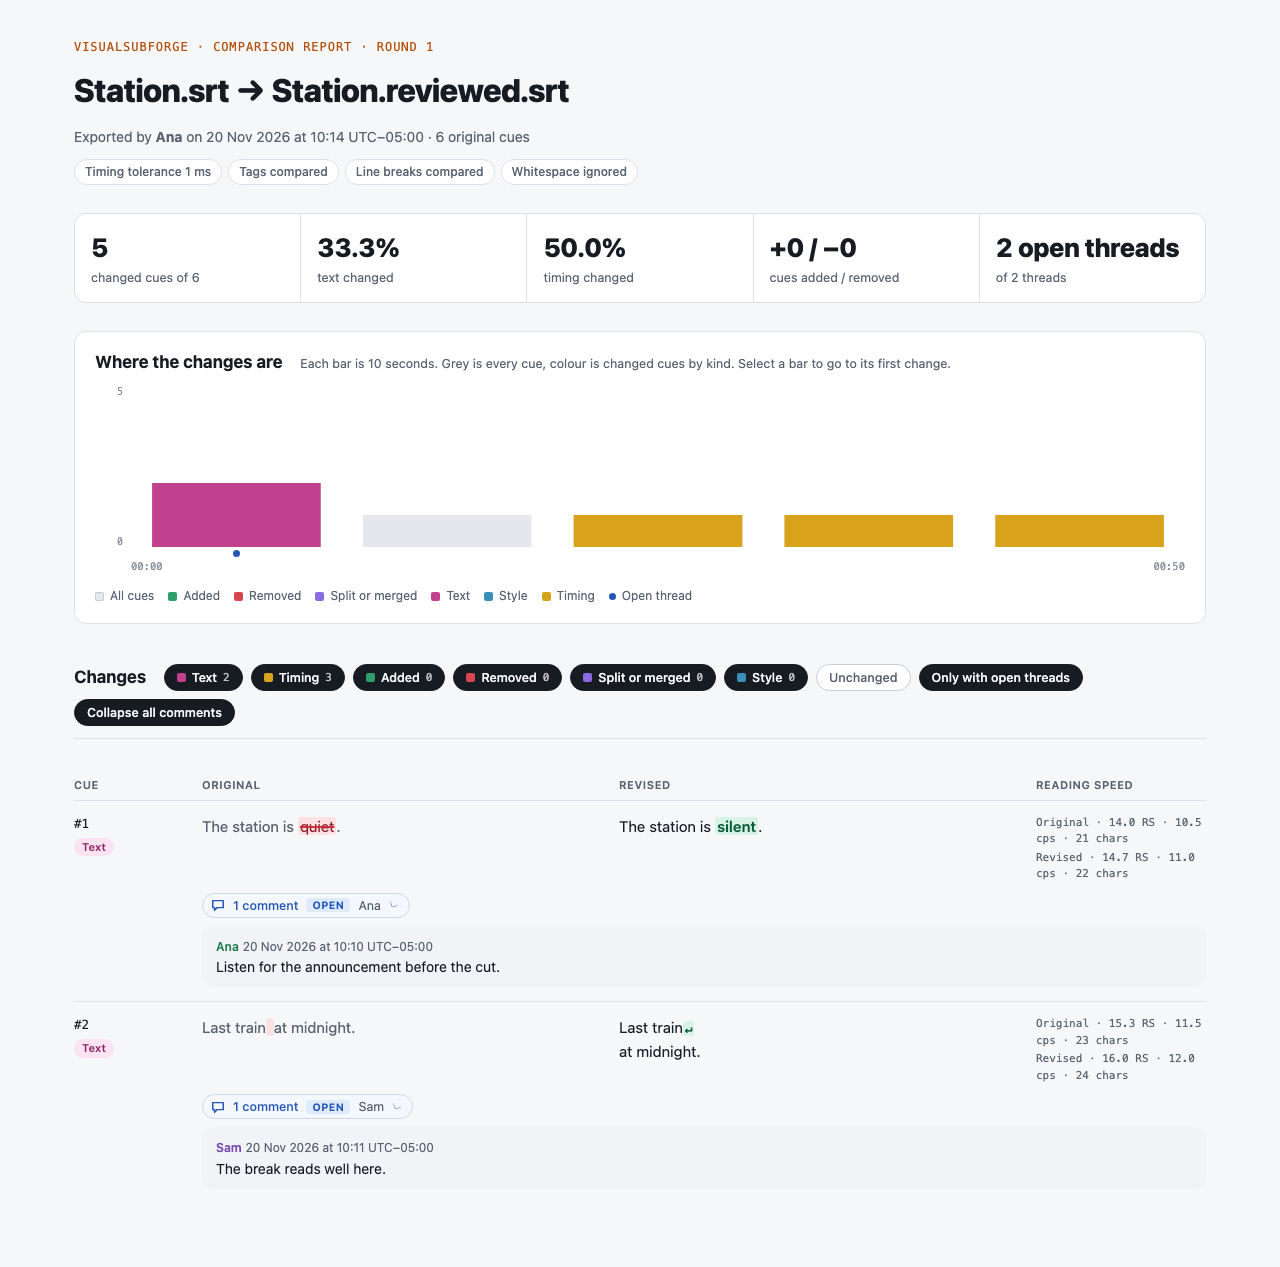 VISUALSUBFORGE · COMPARISON REPORT · ROUND 1
Station.srt → Station.reviewed.srt
Exported by Ana on 20 Nov 2026 at 10:14 UTC−05:00 · 6 original cues
Timing tolerance 1 ms
Tags compared
Line breaks compared
Whitespace ignored
5
changed cues of 6
33.3%
text changed
50.0%
timing changed
+0 / −0
cues added / removed
2 open threads
of 2 threads
Where the changes are
Each bar is 10 seconds. Grey is every cue, colour is changed cues by kind. Select a bar to go to its first change.
5
0
00:00
00:50
All cues
Added
Removed
Split or merged
Text
Style
Timing
Open thread
Changes
Text 2
Timing 3
Added 0
Removed 0
Split or merged 0
Style 0
Unchanged
Only with open threads
Collapse all comments
CUE
ORIGINAL
REVISED
READING SPEED
#1
Text
The station is quiet.
The station is silent.
Original · 14.0 RS · 10.5
cps · 21 chars
Revised · 14.7 RS · 11.0
cps · 22 chars
1 comment OPEN Ana
Ana 20 Nov 2026 at 10:10 UTC−05:00
Listen for the announcement before the cut.
#2
Text
Last train at midnight.
Last train↵
at midnight.
Original · 15.3 RS · 11.5
cps · 23 chars
Revised · 16.0 RS · 12.0
cps · 24 chars
1 comment OPEN Sam
Sam 20 Nov 2026 at 10:11 UTC−05:00
The break reads well here.